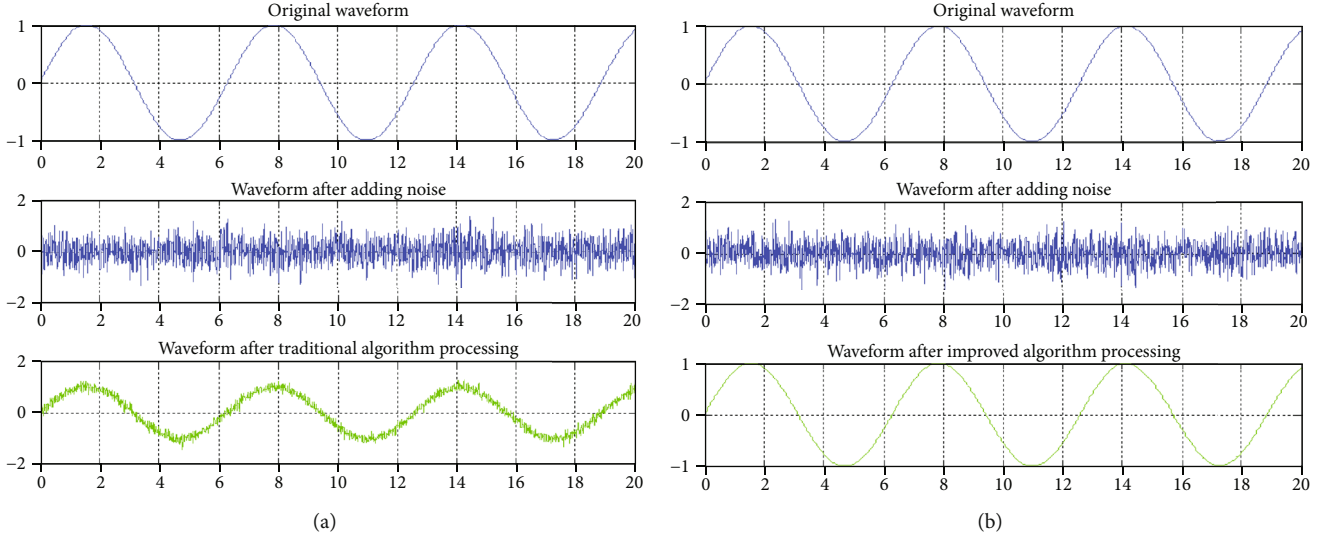 Original waveform
1
0
−1
0 2 4 6 8 10 12 14 16 18 20
Waveform after adding noise
2
0
−2
0 2 4 6 8 10 12 14 16 18 20
Waveform after traditional algorithm processing
2
0
−2
0 2 4 6 8 10 12 14 16 18 20
(a)
Original waveform
1
0
−1
0 2 4 6 8 10 12 14 16 18 20
Waveform after adding noise
2
0
−2
0 2 4 6 8 10 12 14 16 18 20
Waveform after improved algorithm processing
1
0
−1
0 2 4 6 8 10 12 14 16 18 20
(b)